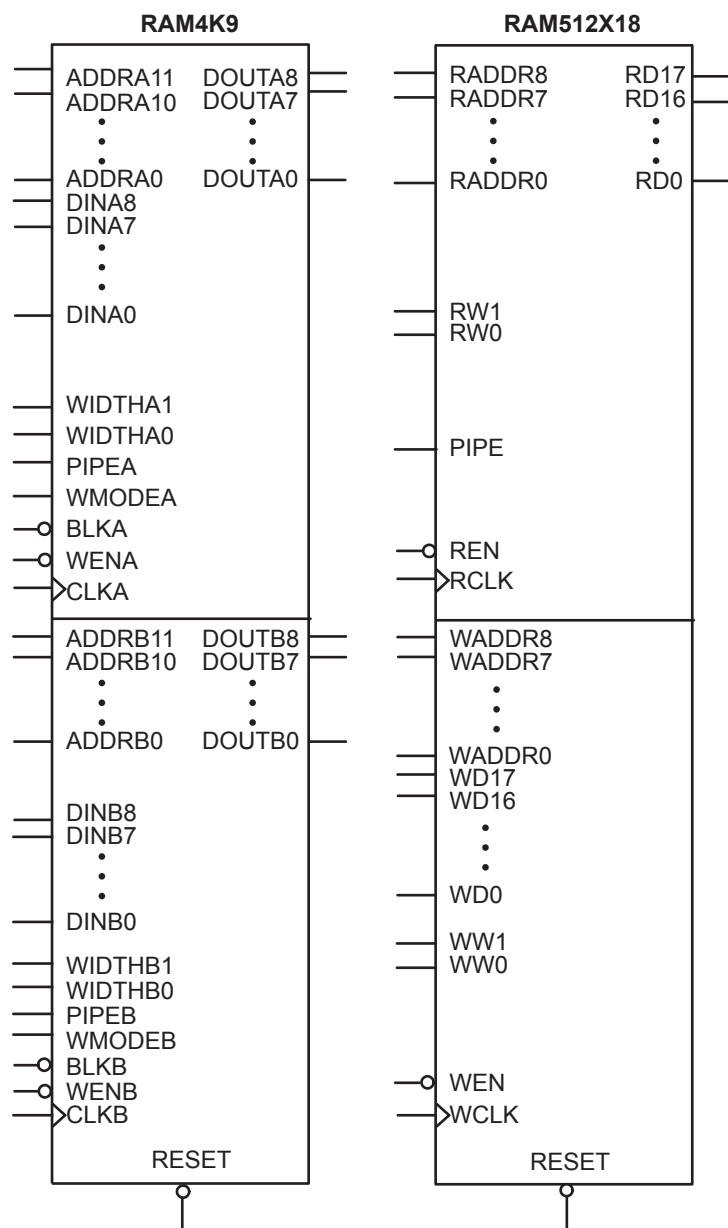 RAM4K9
ADDRA11 DOUTA8
ADDRA10 DOUTA7
ADDRA0 DOUTA0
DINA8
DINA7
DINA0
WIDTHA1
WIDTHA0
PIPEA
WMODEA
BLKA
WENA
CLKA
ADDRB11 DOUTB8
ADDRB10 DOUTB7
ADDRB0 DOUTB0
DINB8
DINB7
DINB0
WIDTHB1
WIDTHB0
PIPEB
WMODEB
BLKB
WENB
CLKB
RESET
RAM512X18
RADDR8 RD17
RADDR7 RD16
RADDR0 RD0
RW1
RW0
PIPE
REN
RCLK
WADDR8
WADDR7
WADDR0
WD17
WD16
WD0
WW1
WW0
WEN
WCLK
RESET